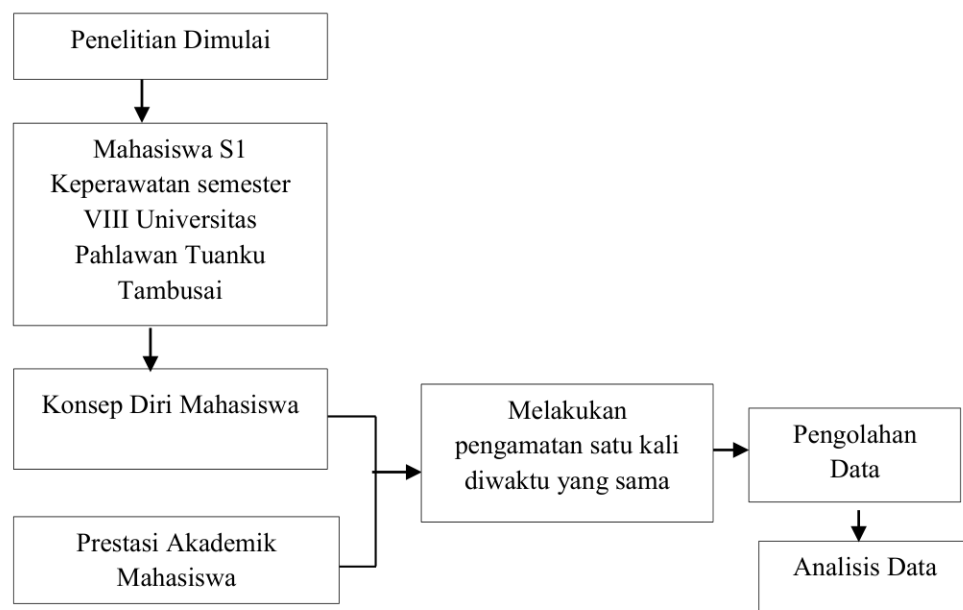 Penelitian Dimulai
Mahasiswa S1
Keperawatan semester
VIII Universitas
Pahlawan Tuanku
Tambusai
Konsep Diri Mahasiswa
Prestasi Akademik
Mahasiswa
Melakukan
pengamatan satu kali
diwaktu yang sama
Pengolahan
Data
Analisis Data